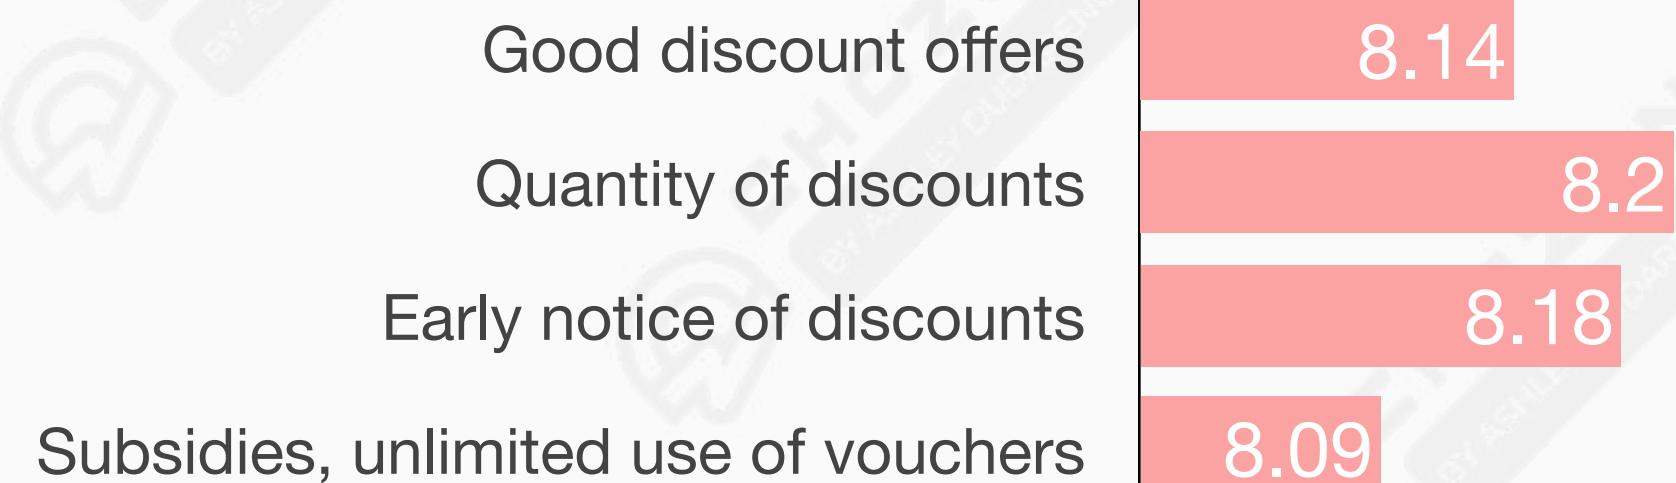 Good discount offers 8.14
Quantity of discounts 8.2
Early notice of discounts 8.18
Subsidies, unlimited use of vouchers 8.09